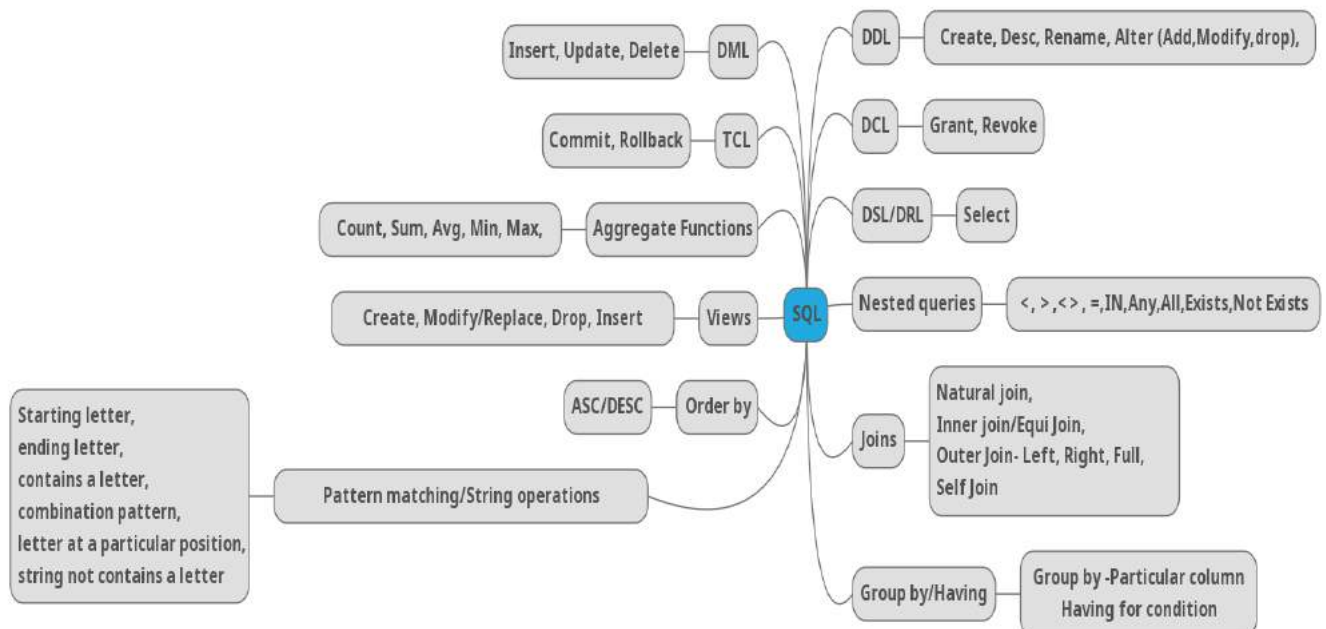 DDL
Create, Desc, Rename, Alter (Add,Modify,drop),
Insert, Update, Delete
DML
DCL
Grant, Revoke
Commit, Rollback
TCL
DSL/DRL
Select
Count, Sum, Avg, Min, Max,
Aggregate Functions
Nested queries
<, >,<>, =,IN,Any,All,Exists,Not Exists
SQL
Create, Modify/Replace, Drop, Insert
Views
ASC/DESC
Order by
Joins
Natural join,
Inner join/Equi Join,
Outer Join- Left, Right, Full,
Self Join
Starting letter,
ending letter,
contains a letter,
combination pattern,
letter at a particular position,
string not contains a letter
Pattern matching/String operations
Group by/Having
Group by -Particular column
Having for condition